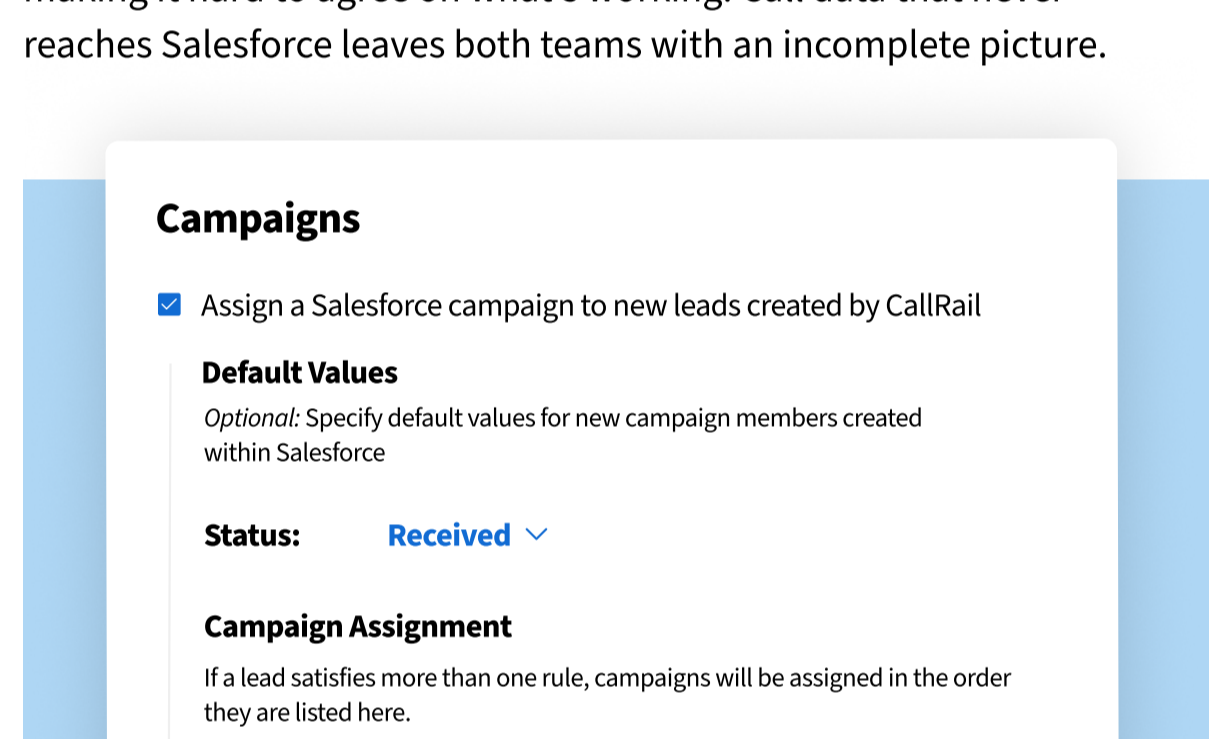 reaches Salesforce leaves both teams with an incomplete picture.
Campaigns
Assign a Salesforce campaign to new leads created by CallRail
Default Values
Optional: Specify default values for new campaign members created
within Salesforce
Status: Received
Campaign Assignment
If a lead satisfies more than one rule, campaigns will be assigned in the order
they are listed here.